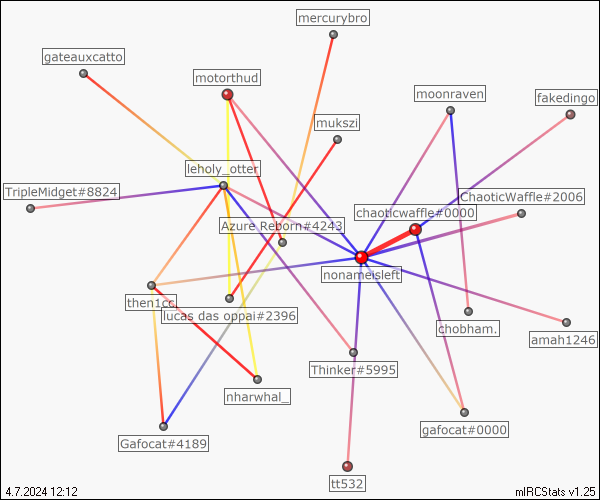 mercurybro
gateauxcatto
motorthud
moonraven
fakedingo
mukszi
leholy_otter
TripleMidget#8824
ChaoticWaffle#2006
chaoticwaffle#0000
Azure Reborn#4243
nonameisleft
then1cc
lucas das oppai#2396
chobham.
amah1246
Thinker#5995
nharwhal_
gafocat#0000
Gafocat#4189
tt532
4.7.2024 12:12
mIRCStats v1.25